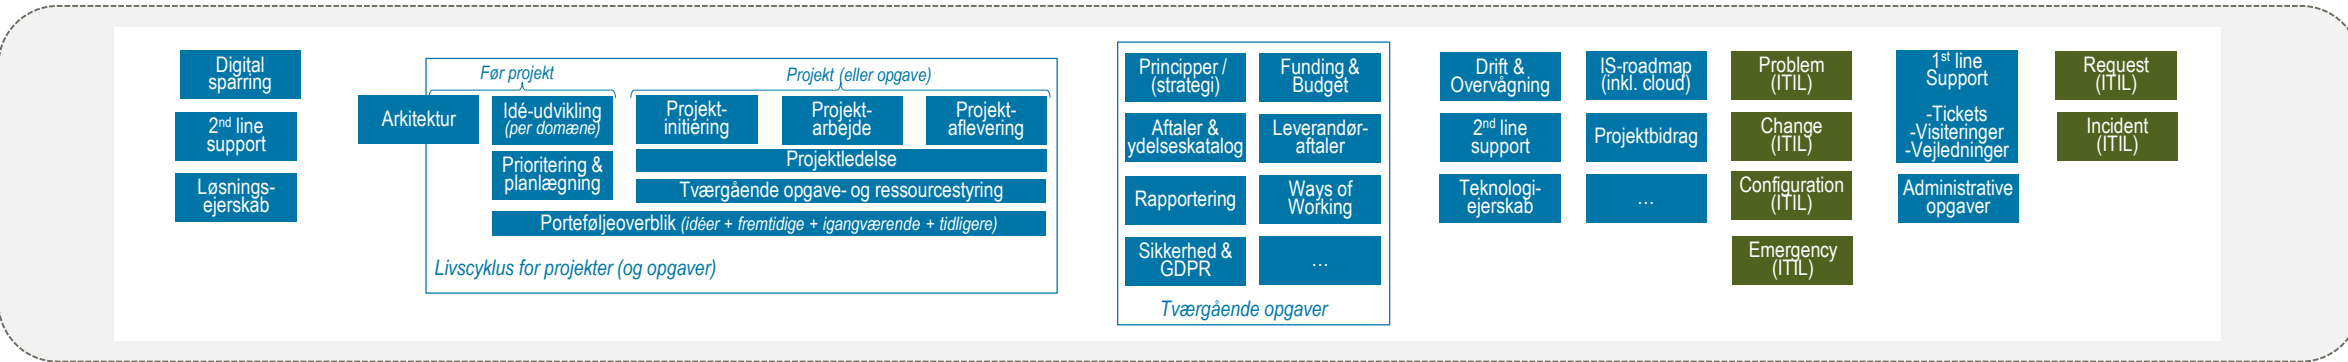 Digital
sparring
2nd line
support
Løsnings-
ejerskab
Før projekt
Projekt (eller opgave)
Arkitektur
Idé-udvikling
(per domæne)
Projekt-
initiering
Projekt-
arbejde
Projekt-
aflevering
Prioritering &
planlægning
Projektledelse
Tværgående opgave- og ressourcestyring
Porteføljeoverblik (idéer + fremtidige + igangværende + tidligere)
Livscyklus for projekter (og opgaver)
Principper /
(strategi)
Funding &
Budget
Aftaler &
ydelseskatalog
Leverandør-
aftaler
Rapportering
Ways of
Working
Sikkerhed &
GDPR
...
Tværgående opgaver
Drift &
Overvågning
IS-roadmap
(inkl. cloud)
2nd line
support
Projektbidrag
Teknologi-
ejerskab
...
Problem
(ITIL)
Change
(ITIL)
Configuration
(ITIL)
Emergency
(ITIL)
1st line
Support
-Tickets
-Visiteringer
-Vejledninger
Administrative
opgaver
Request
(ITIL)
Incident
(ITIL)